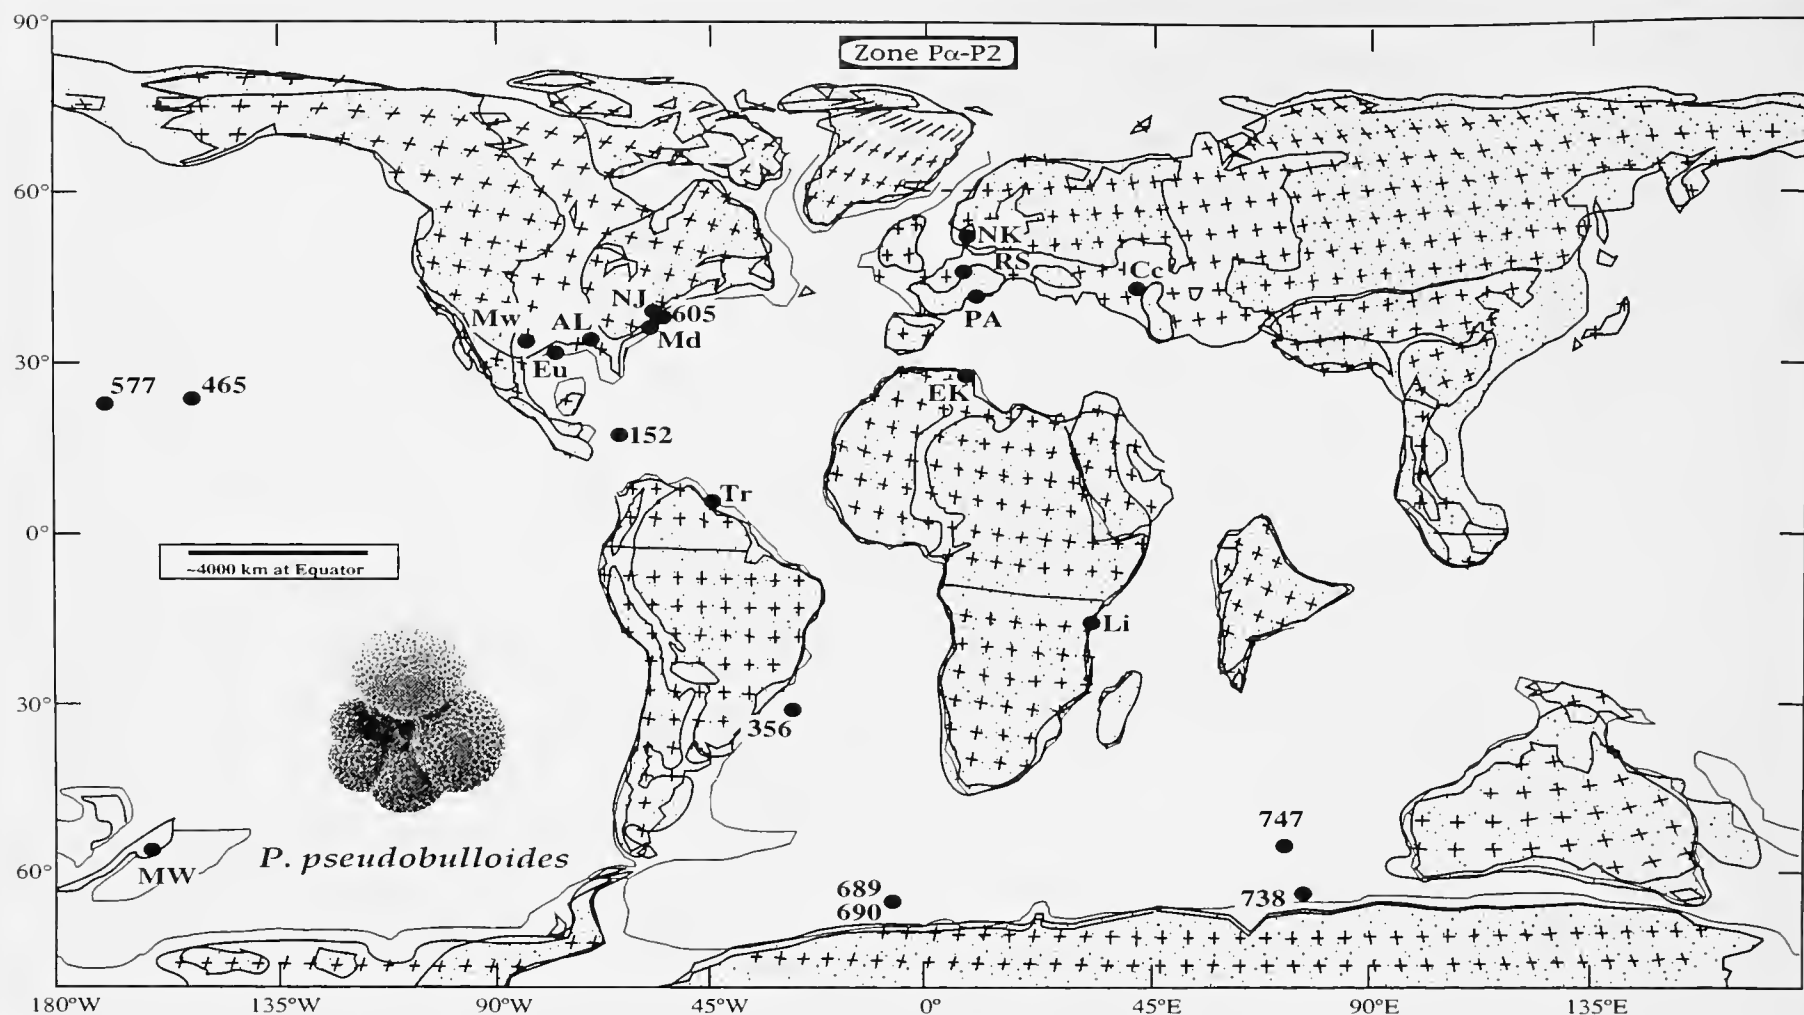 90°
Zone Pα-P2
60°
NK
RS
Cc
NJ
605
Mw
AL
PA
Md
30°
Eu
577
465
EK
152
Tr
0°
~4000 km at Equator
Li
30°
356
747
P. pseudobulloides
60°
MW
689
738
690
180°W
135°W
90°W
45°W
0°
45°E
90°E
135°E